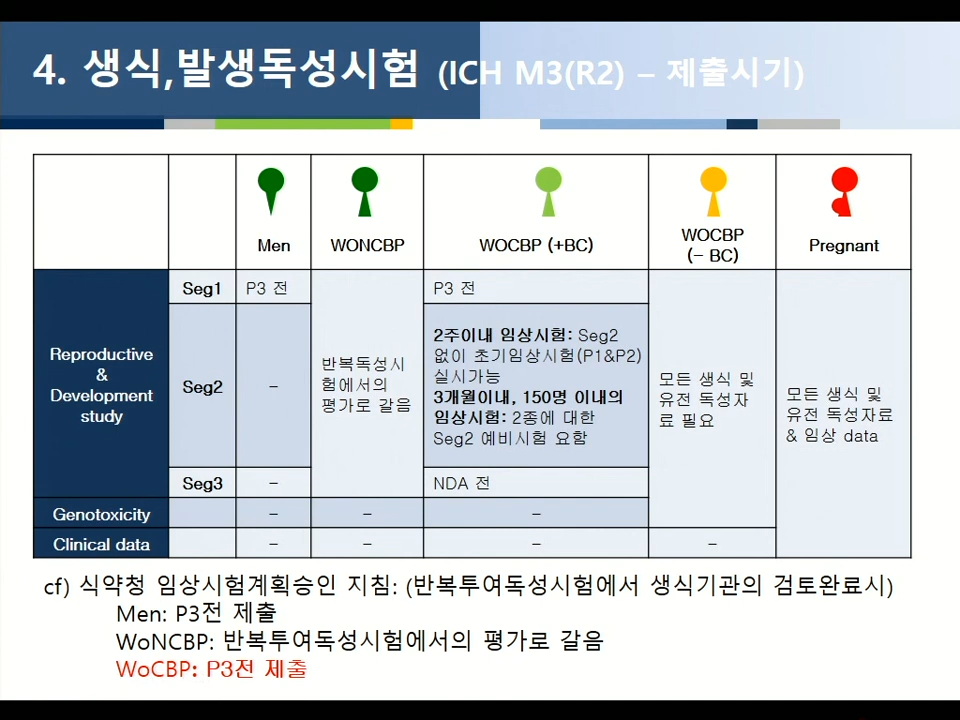 4. 생식,발생독성시험 (ICH M3(R2) – 제출시기)
Men
WONCBP
WOCBP (+BC)
WOCBP
(– BC)
Pregnant
Reproductive
&
Development
study
Seg1
P3 전
반복독성시
험에서의
평가로 갈음
P3 전
모든 생식 및
유전 독성자
료 필요
모든 생식 및
유전 독성자료
& 임상 data
Seg2
–
2주이내 임상시험: Seg2
없이 초기임상시험(P1&P2)
실시가능
3개월이내, 150명 이내의
임상시험: 2종에 대한
Seg2 예비시험 요함
Seg3
–
NDA 전
Genotoxicity
–
–
–
Clinical data
–
–
–
–
cf) 식약청 임상시험계획승인 지침: (반복투여독성시험에서 생식기관의 검토완료시)
Men: P3전 제출
WoNCBP: 반복투여독성시험에서의 평가로 갈음
WoCBP: P3전 제출